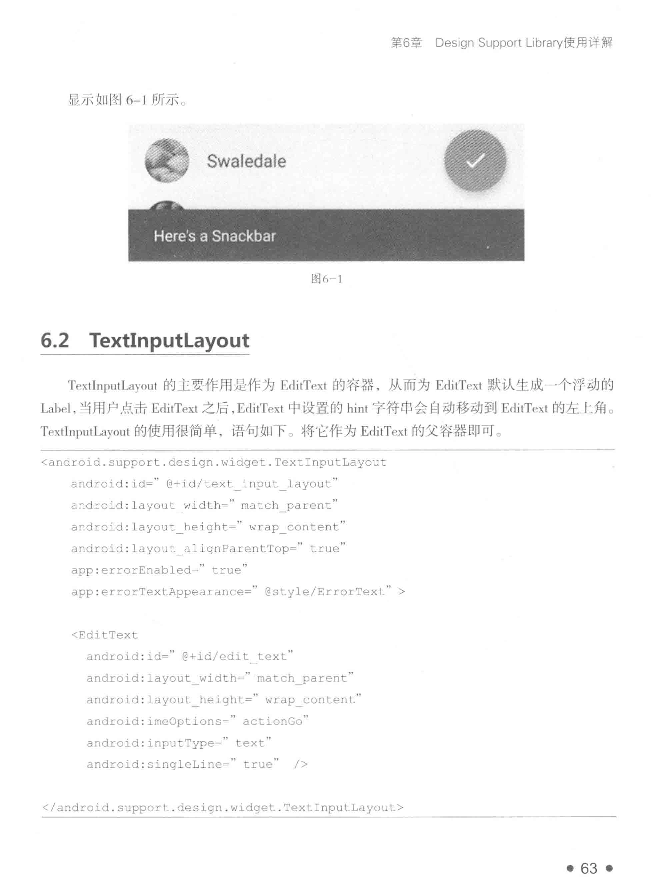 第6章 Design Support Library使用详解
显示如图 6-1 所示。
Swaledale
Here's a Snackbar
图6-1
6.2 TextInputLayout
TextInputLayout 的主要作用是作为 EditText 的容器，从而为 EditText 默认生成一个浮动的
Label，当用户点击 EditText 之后，EditText 中设置的 hint 字符串会自动移动到 EditText 的左上角。
TextInputLayout 的使用很简单，语句如下。将它作为 EditText 的父容器即可。
<android.support.design.widget.TextInputLayout
android:id=" @+id/text_input_layout"
android:layout_width=" match_parent"
android:layout_height=" wrap_content"
android:layout_alignParentTop=" true"
app:errorEnabled=" true"
app:errorTextAppearance=" @style/ErrorText" >
<EditText
android:id=" @+id/edit_text"
android:layout_width=" match_parent"
android:layout_height=" wrap_content"
android:imeOptions=" actionGo"
android:inputType=" text"
android:singleLine=" true" />
</android.support.design.widget.TextInputLayout>
• 63 •